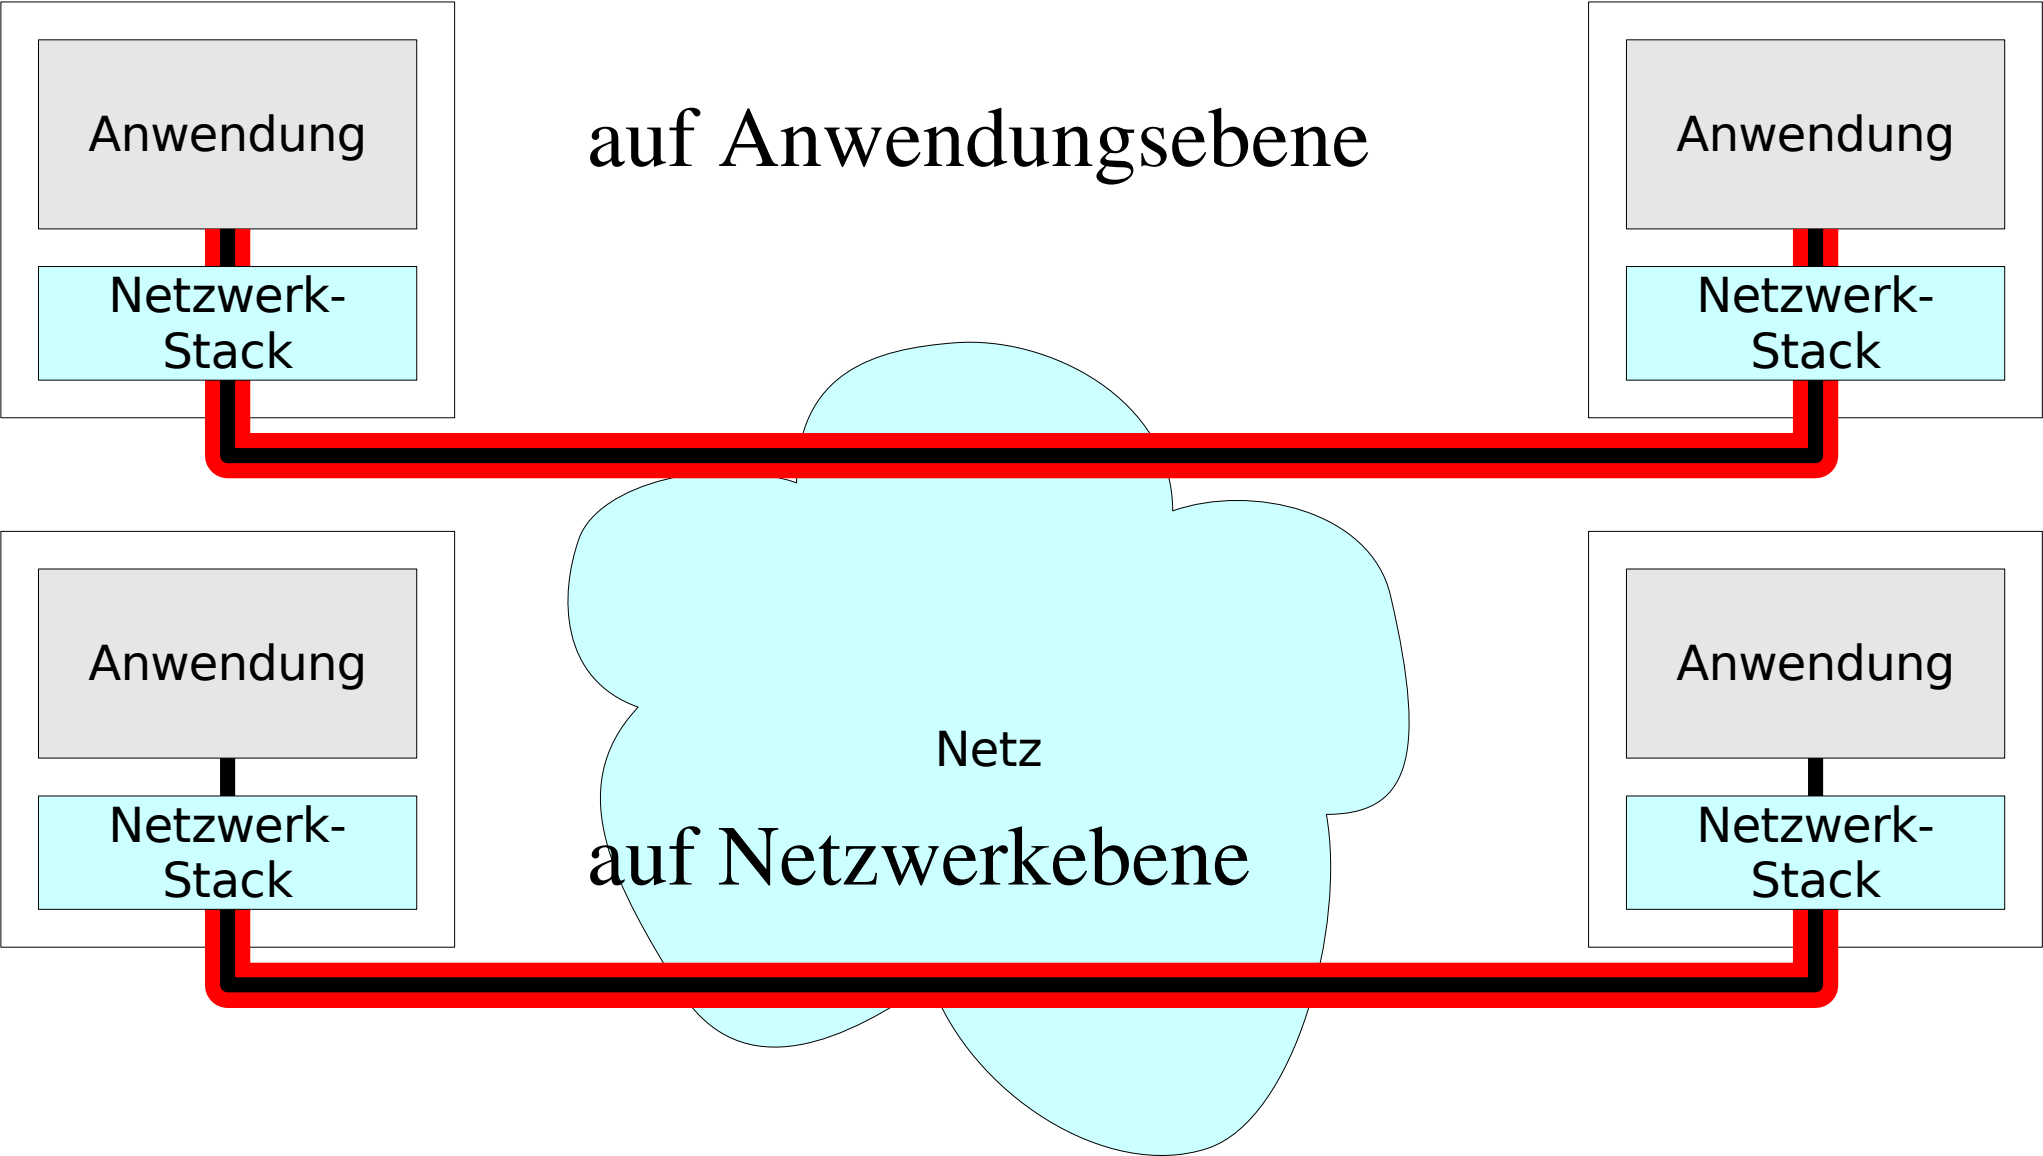 Anwendung
auf Anwendungsebene
Anwendung
Netzwerk-
Stack
Netzwerk-
Stack
Anwendung
Anwendung
Netz
Netzwerk-
Stack
auf Netzwerkebene
Netzwerk-
Stack